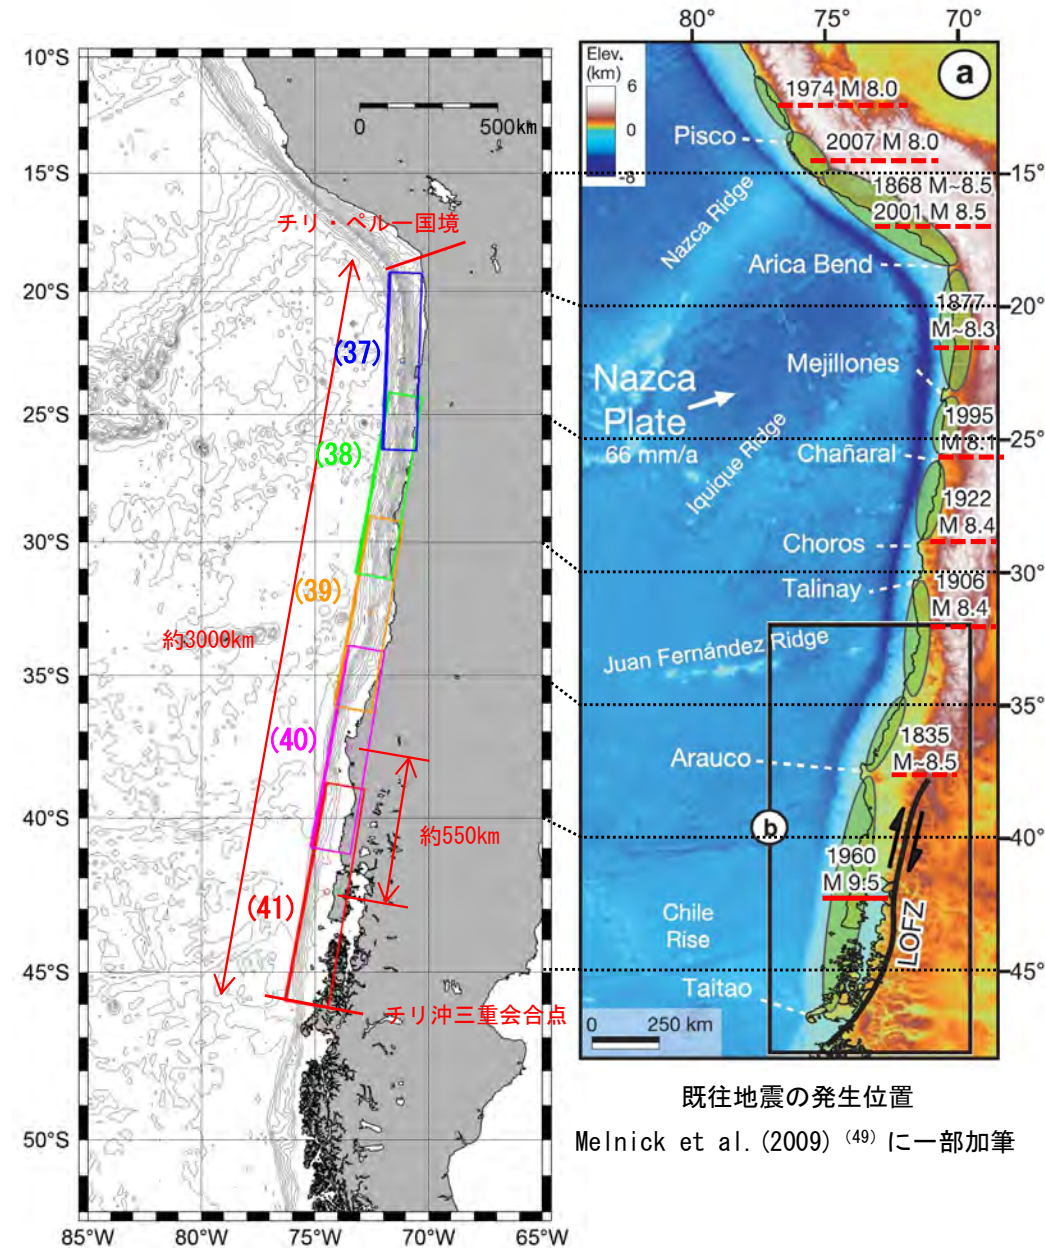 10°S
15°S
20°S
25°S
30°S
35°S
40°S
45°S
50°S
85°W
80°W
75°W
70°W
65°W
0
500km
チリ・ペルー国境
(37)
(38)
(39)
(40)
(41)
約3000km
約550km
チリ沖三重会合点
80°
75°
70°
Elev.
(km)
6
0
-8
a
1974 M 8.0
Pisco
2007 M 8.0
1868 M~8.5
2001 M 8.5
Nazca Ridge
Arica Bend
1877
M~8.3
Mejillones
Nazca
Plate
66 mm/a
Iquique Ridge
1995
M 8.1
Chañaral
1922
M 8.4
Choros
Talinay
1906
M 8.4
Juan Fernández Ridge
Arauco
1835
M~8.5
b
1960
M 9.5
Chile
Rise
LOFZ
Taitao
0
250 km
15°
20°
25°
30°
35°
40°
45°
既往地震の発生位置
Melnick et al.(2009) (49) に一部加筆